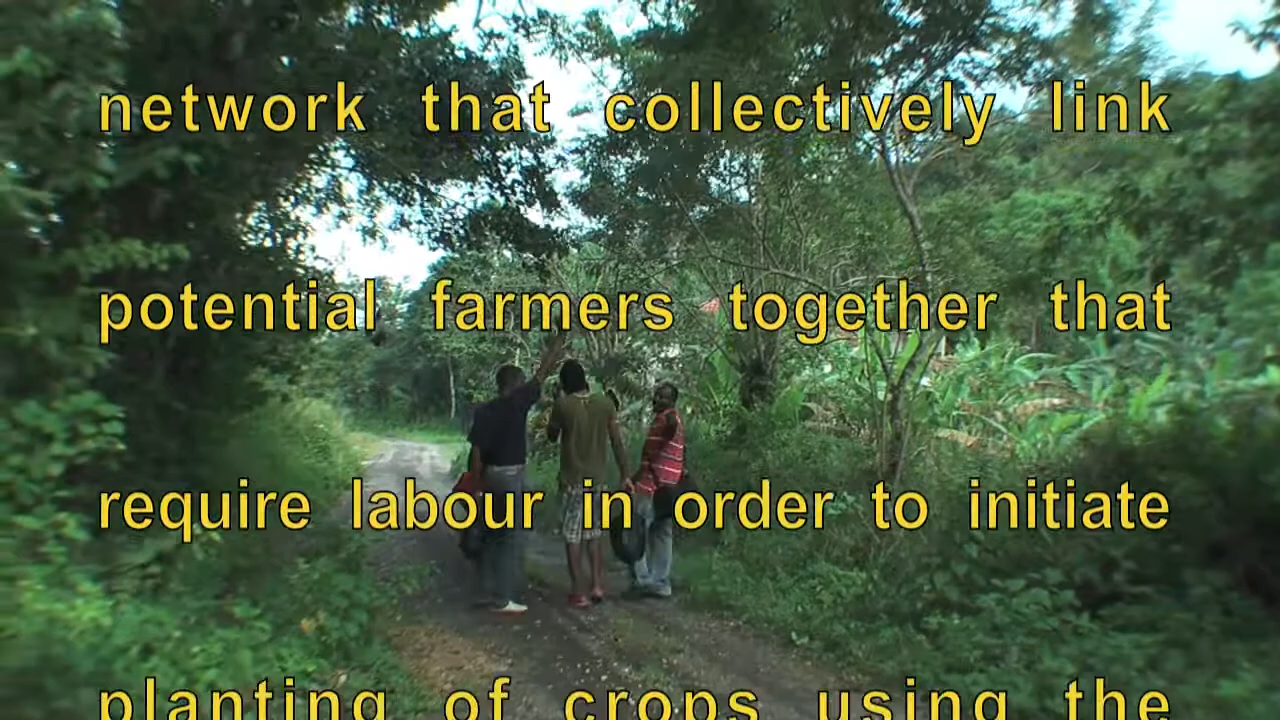 network that collectively link
potential farmers together that
require labour in order to initiate
planting of crops using the